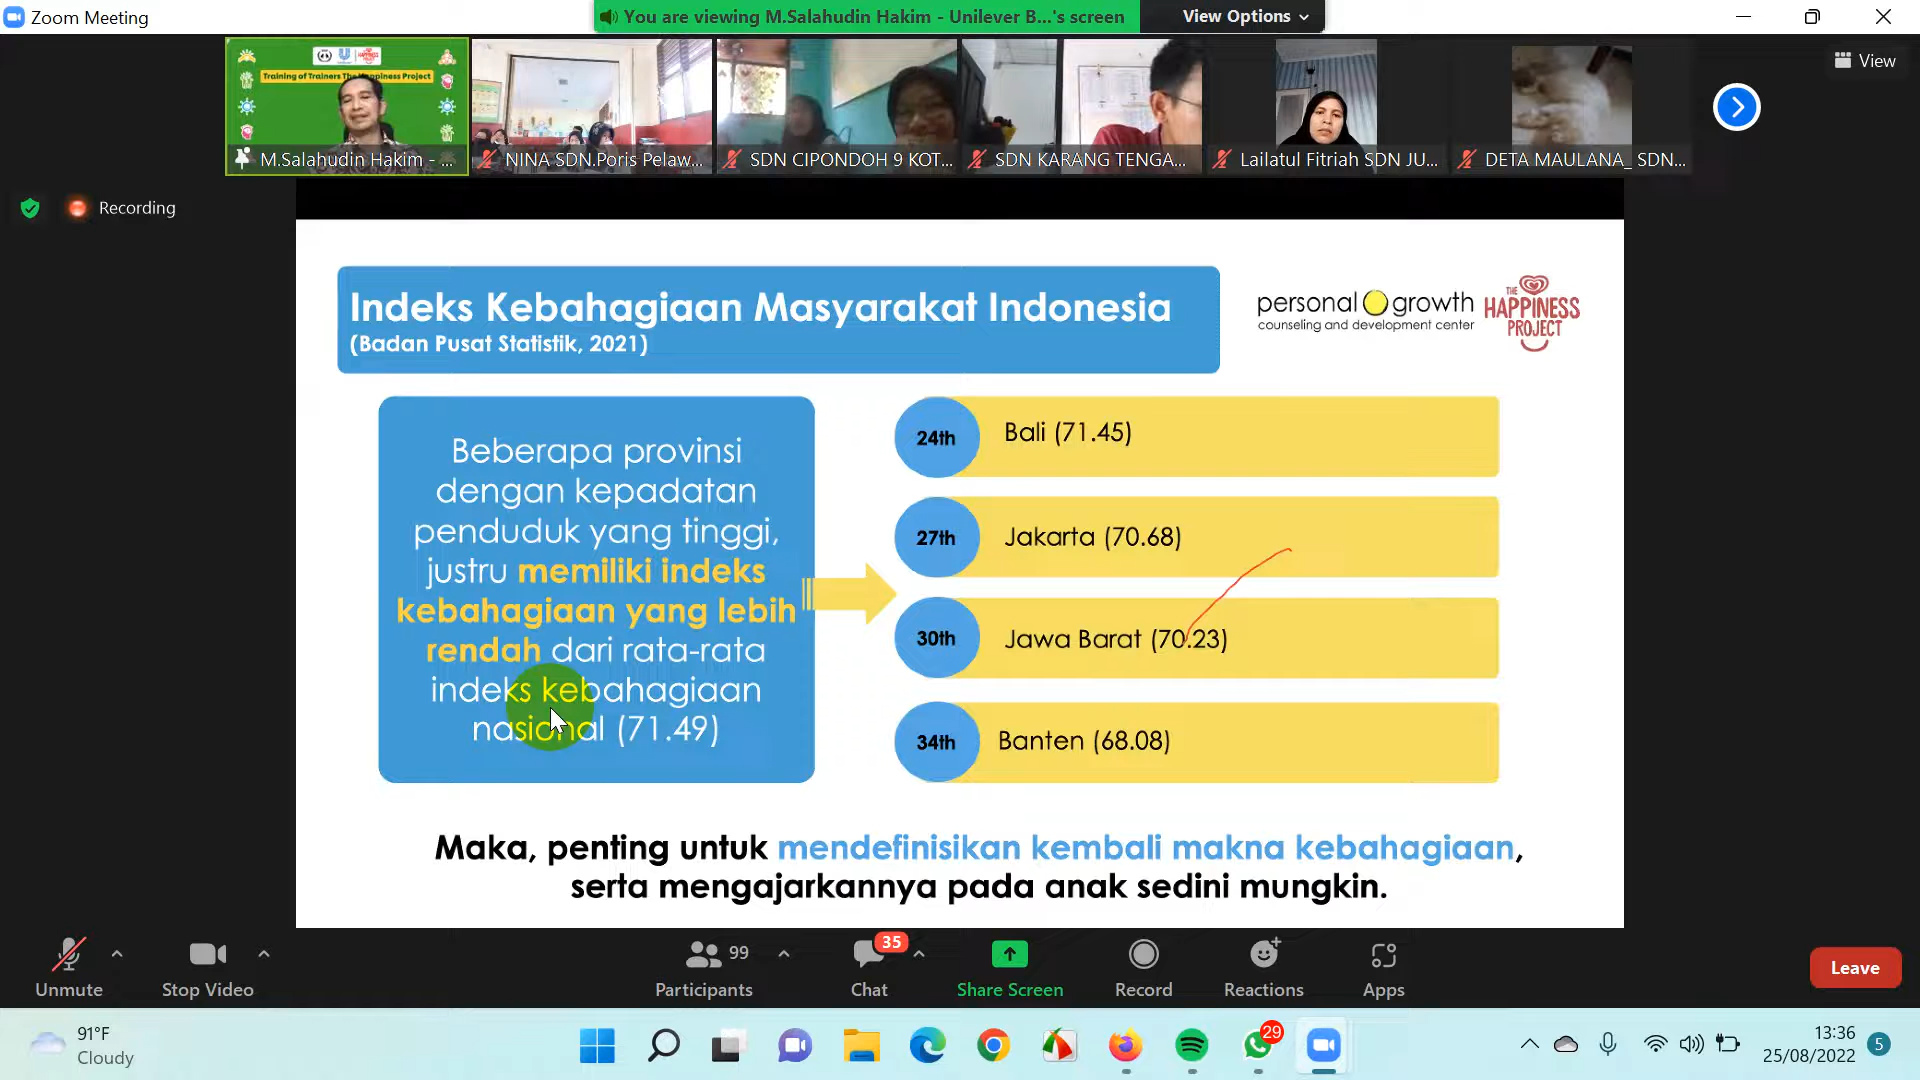 Zoom Meeting
You are viewing M.Salahudin Hakim - Unilever B...'s screen
View Options
Training of Trainers The Happiness Project
M.Salahudin Hakim - ...
NINA SDN.Poris Pelaw...
SDN CIPONDOH 9 KOT...
SDN KARANG TENGA...
Lailatul Fitriah SDN JU...
DETA MAULANA_ SDN...
View
Recording
Indeks Kebahagiaan Masyarakat Indonesia
(Badan Pusat Statistik, 2021)
personal growth
counseling and development center
THE
HAPPINESS
PROJECT
Beberapa provinsi
dengan kepadatan
penduduk yang tinggi,
justru memiliki indeks
kebahagiaan yang lebih
rendah dari rata-rata
indeks kebahagiaan
nasional (71.49)
24th
Bali (71.45)
27th
Jakarta (70.68)
30th
Jawa Barat (70.23)
34th
Banten (68.08)
Maka, penting untuk mendefinisikan kembali makna kebahagiaan,
serta mengajarkannya pada anak sedini mungkin.
Unmute
Stop Video
99
Participants
35
Chat
Share Screen
Record
Reactions
Apps
Leave
91°F
Cloudy
29
13:36
25/08/2022
5